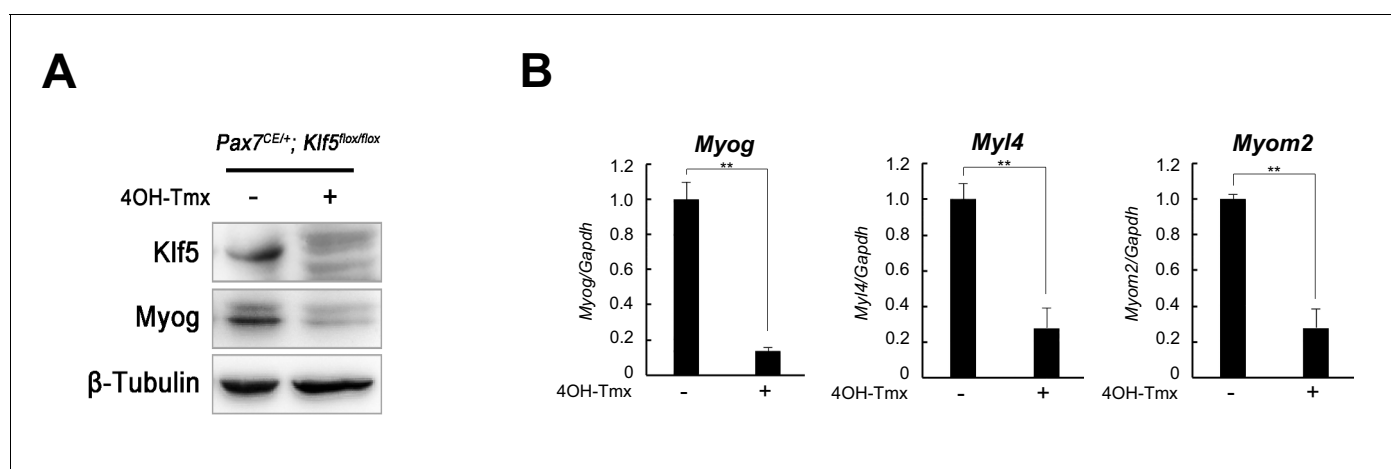 A
Pax7CE/+; Klf5flox/flox
4OH-Tmx - +
Klf5
Myog
β-Tubulin
B
Myog
**
Myog/Gapdh
1.2
1.0
0.8
0.6
0.4
0.2
0
4OH-Tmx - +
Myl4
**
Myl4/Gapdh
1.2
1.0
0.8
0.6
0.4
0.2
0
4OH-Tmx - +
Myom2
**
Myom2/Gapdh
1.2
1.0
0.8
0.6
0.4
0.2
0
4OH-Tmx - +